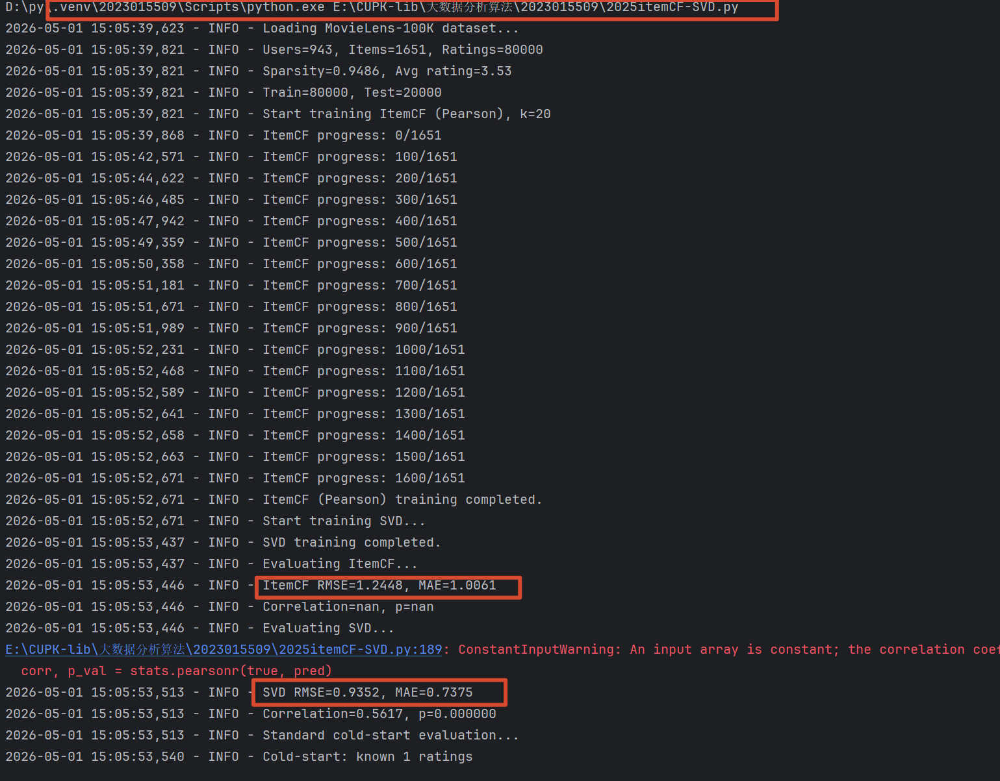 D:\py\.venv\2023015509\Scripts\python.exe E:\CUPK-lib\大数据分析算法\2023015509\2025itemCF-SVD.py
2026-05-01 15:05:39,623 - INFO - Loading MovieLens-100K dataset...
2026-05-01 15:05:39,821 - INFO - Users=943, Items=1651, Ratings=80000
2026-05-01 15:05:39,821 - INFO - Sparsity=0.9486, Avg rating=3.53
2026-05-01 15:05:39,821 - INFO - Train=80000, Test=20000
2026-05-01 15:05:39,821 - INFO - Start training ItemCF (Pearson), k=20
2026-05-01 15:05:39,868 - INFO - ItemCF progress: 0/1651
2026-05-01 15:05:42,571 - INFO - ItemCF progress: 100/1651
2026-05-01 15:05:44,622 - INFO - ItemCF progress: 200/1651
2026-05-01 15:05:46,485 - INFO - ItemCF progress: 300/1651
2026-05-01 15:05:47,942 - INFO - ItemCF progress: 400/1651
2026-05-01 15:05:49,359 - INFO - ItemCF progress: 500/1651
2026-05-01 15:05:50,358 - INFO - ItemCF progress: 600/1651
2026-05-01 15:05:51,181 - INFO - ItemCF progress: 700/1651
2026-05-01 15:05:51,671 - INFO - ItemCF progress: 800/1651
2026-05-01 15:05:51,989 - INFO - ItemCF progress: 900/1651
2026-05-01 15:05:52,231 - INFO - ItemCF progress: 1000/1651
2026-05-01 15:05:52,468 - INFO - ItemCF progress: 1100/1651
2026-05-01 15:05:52,589 - INFO - ItemCF progress: 1200/1651
2026-05-01 15:05:52,641 - INFO - ItemCF progress: 1300/1651
2026-05-01 15:05:52,658 - INFO - ItemCF progress: 1400/1651
2026-05-01 15:05:52,663 - INFO - ItemCF progress: 1500/1651
2026-05-01 15:05:52,671 - INFO - ItemCF progress: 1600/1651
2026-05-01 15:05:52,671 - INFO - ItemCF (Pearson) training completed.
2026-05-01 15:05:52,671 - INFO - Start training SVD...
2026-05-01 15:05:53,437 - INFO - SVD training completed.
2026-05-01 15:05:53,437 - INFO - Evaluating ItemCF...
2026-05-01 15:05:53,446 - INFO - ItemCF RMSE=1.2448, MAE=1.0061
2026-05-01 15:05:53,446 - INFO - Correlation=nan, p=nan
2026-05-01 15:05:53,446 - INFO - Evaluating SVD...
E:\CUPK-lib\大数据分析算法\2023015509\2025itemCF-SVD.py:189: ConstantInputWarning: An input array is constant; the correlation coef
corr, p_val = stats.pearsonr(true, pred)
2026-05-01 15:05:53,513 - INFO - SVD RMSE=0.9352, MAE=0.7375
2026-05-01 15:05:53,513 - INFO - Correlation=0.5617, p=0.000000
2026-05-01 15:05:53,513 - INFO - Standard cold-start evaluation...
2026-05-01 15:05:53,540 - INFO - Cold-start: known 1 ratings